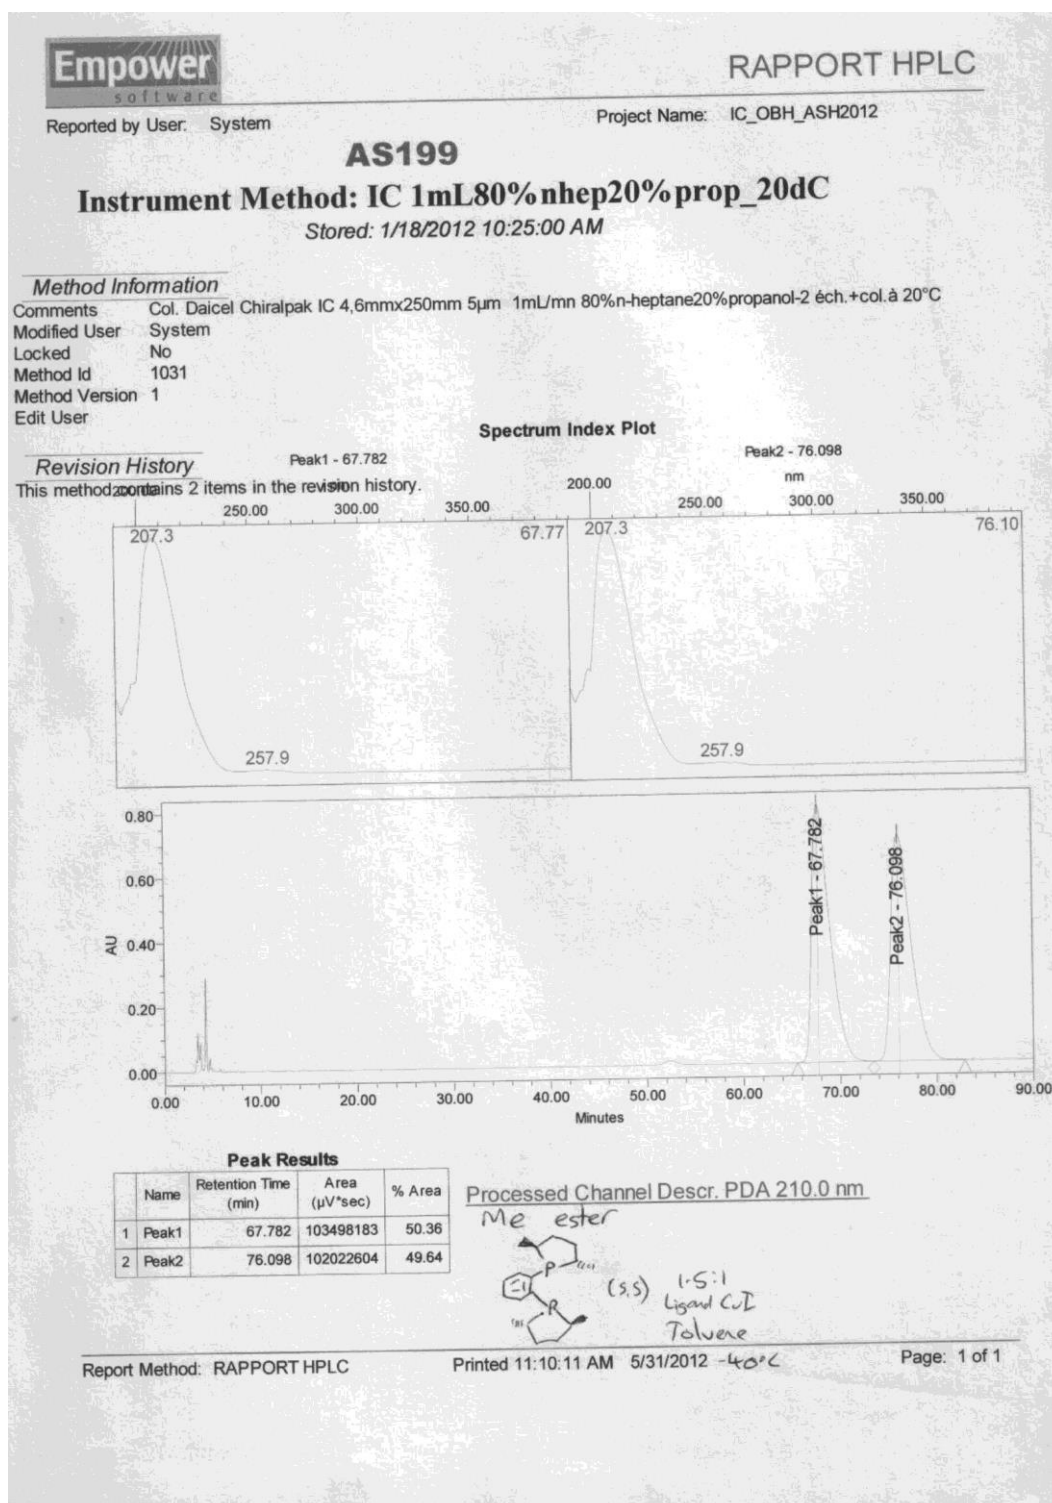 Empower
software
RAPPORT HPLC
Reported by User: System
Project Name: IC_OBH_ASH2012
AS199
Instrument Method: IC 1mL80%nhep20%prop_20dC
Stored: 1/18/2012 10:25:00 AM
Method Information
Comments Col. Daicel Chiralpak IC 4,6mmx250mm 5µm 1mL/mn 80%n-heptane20%propanol-2 éch.+col.à 20°C
Modified User System
Locked No
Method Id 1031
Method Version 1
Edit User
Spectrum Index Plot
Revision History
Peak1 - 67.782
Peak2 - 76.098
nm
This method contains 2 items in the revision history.
250.00 300.00 350.00
200.00 250.00 300.00 350.00
207.3 67.77 207.3 76.10
257.9 257.9
0.80
0.60
0.40
0.20
0.00
AU
Peak1 - 67.782
Peak2 - 76.098
0.00 10.00 20.00 30.00 40.00 50.00 60.00 70.00 80.00 90.00
Minutes
Peak Results
Name Retention Time (min) Area (µV*sec) % Area
1 Peak1 67.782 103498183 50.36
2 Peak2 76.098 102022604 49.64
Processed Channel Descr. PDA 210.0 nm
Me ester
P
P
(S,S) 1.5:1
Ligand CuI
Toluene
-40°C
Report Method: RAPPORT HPLC
Printed 11:10:11 AM 5/31/2012
Page: 1 of 1